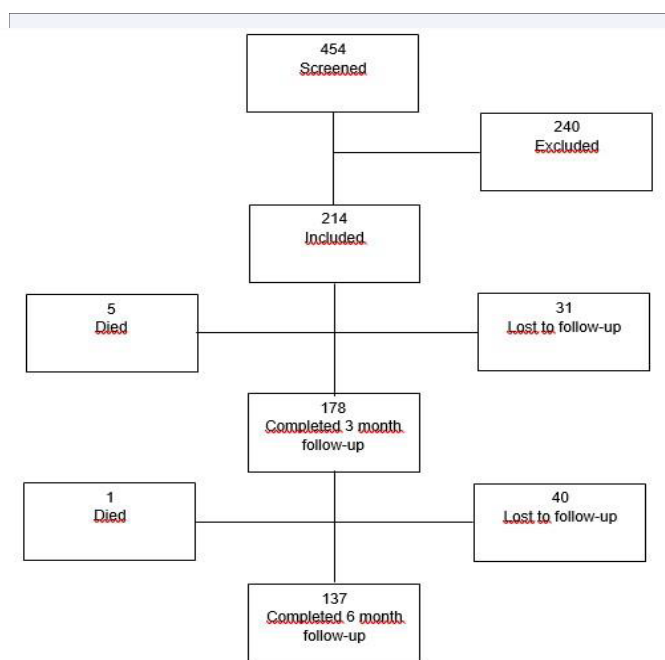 454
Screened
240
Excluded
214
Included
5
Died
31
Lost to follow-up
178
Completed 3 month
follow-up
1
Died
40
Lost to follow-up
137
Completed 6 month
follow-up